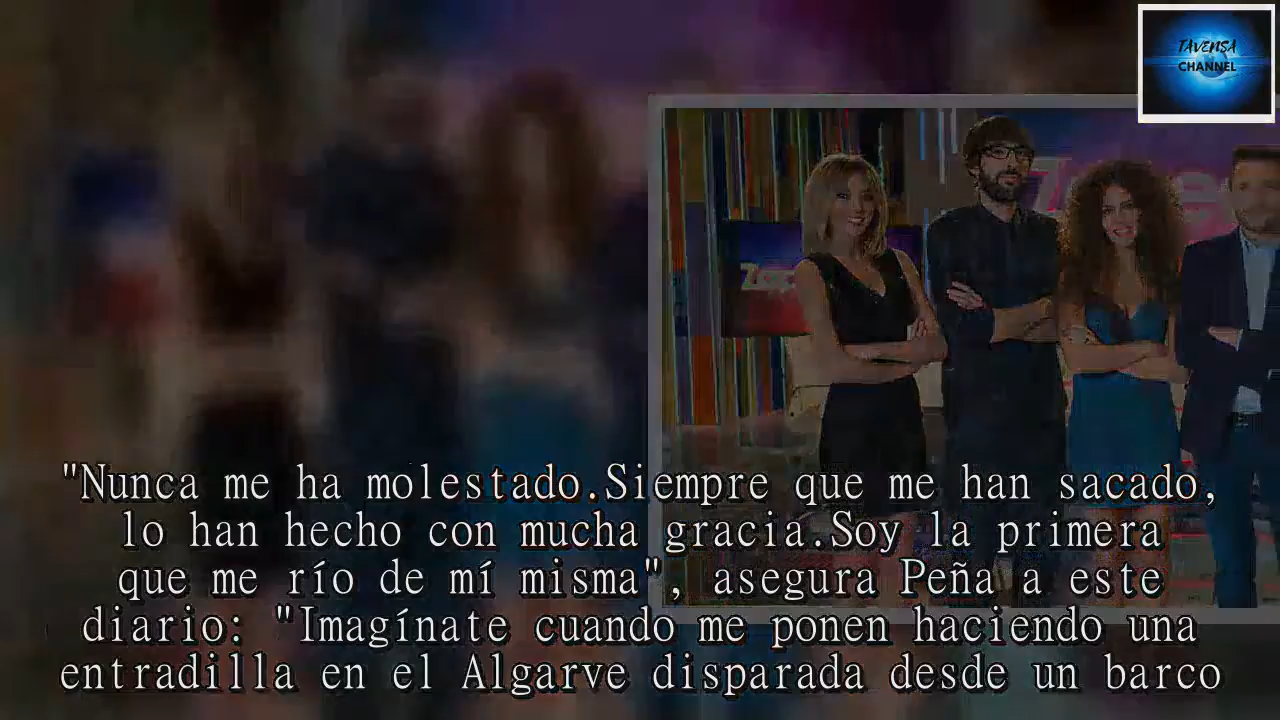 TAVENSA
CHANNEL
Zap
"Nunca me ha molestado.Siempre que me han sacado,
lo han hecho con mucha gracia.Soy la primera
que me río de mí misma", asegura Peña a este
diario: "Imagínate cuando me ponen haciendo una
entradilla en el Algarve disparada desde un barco